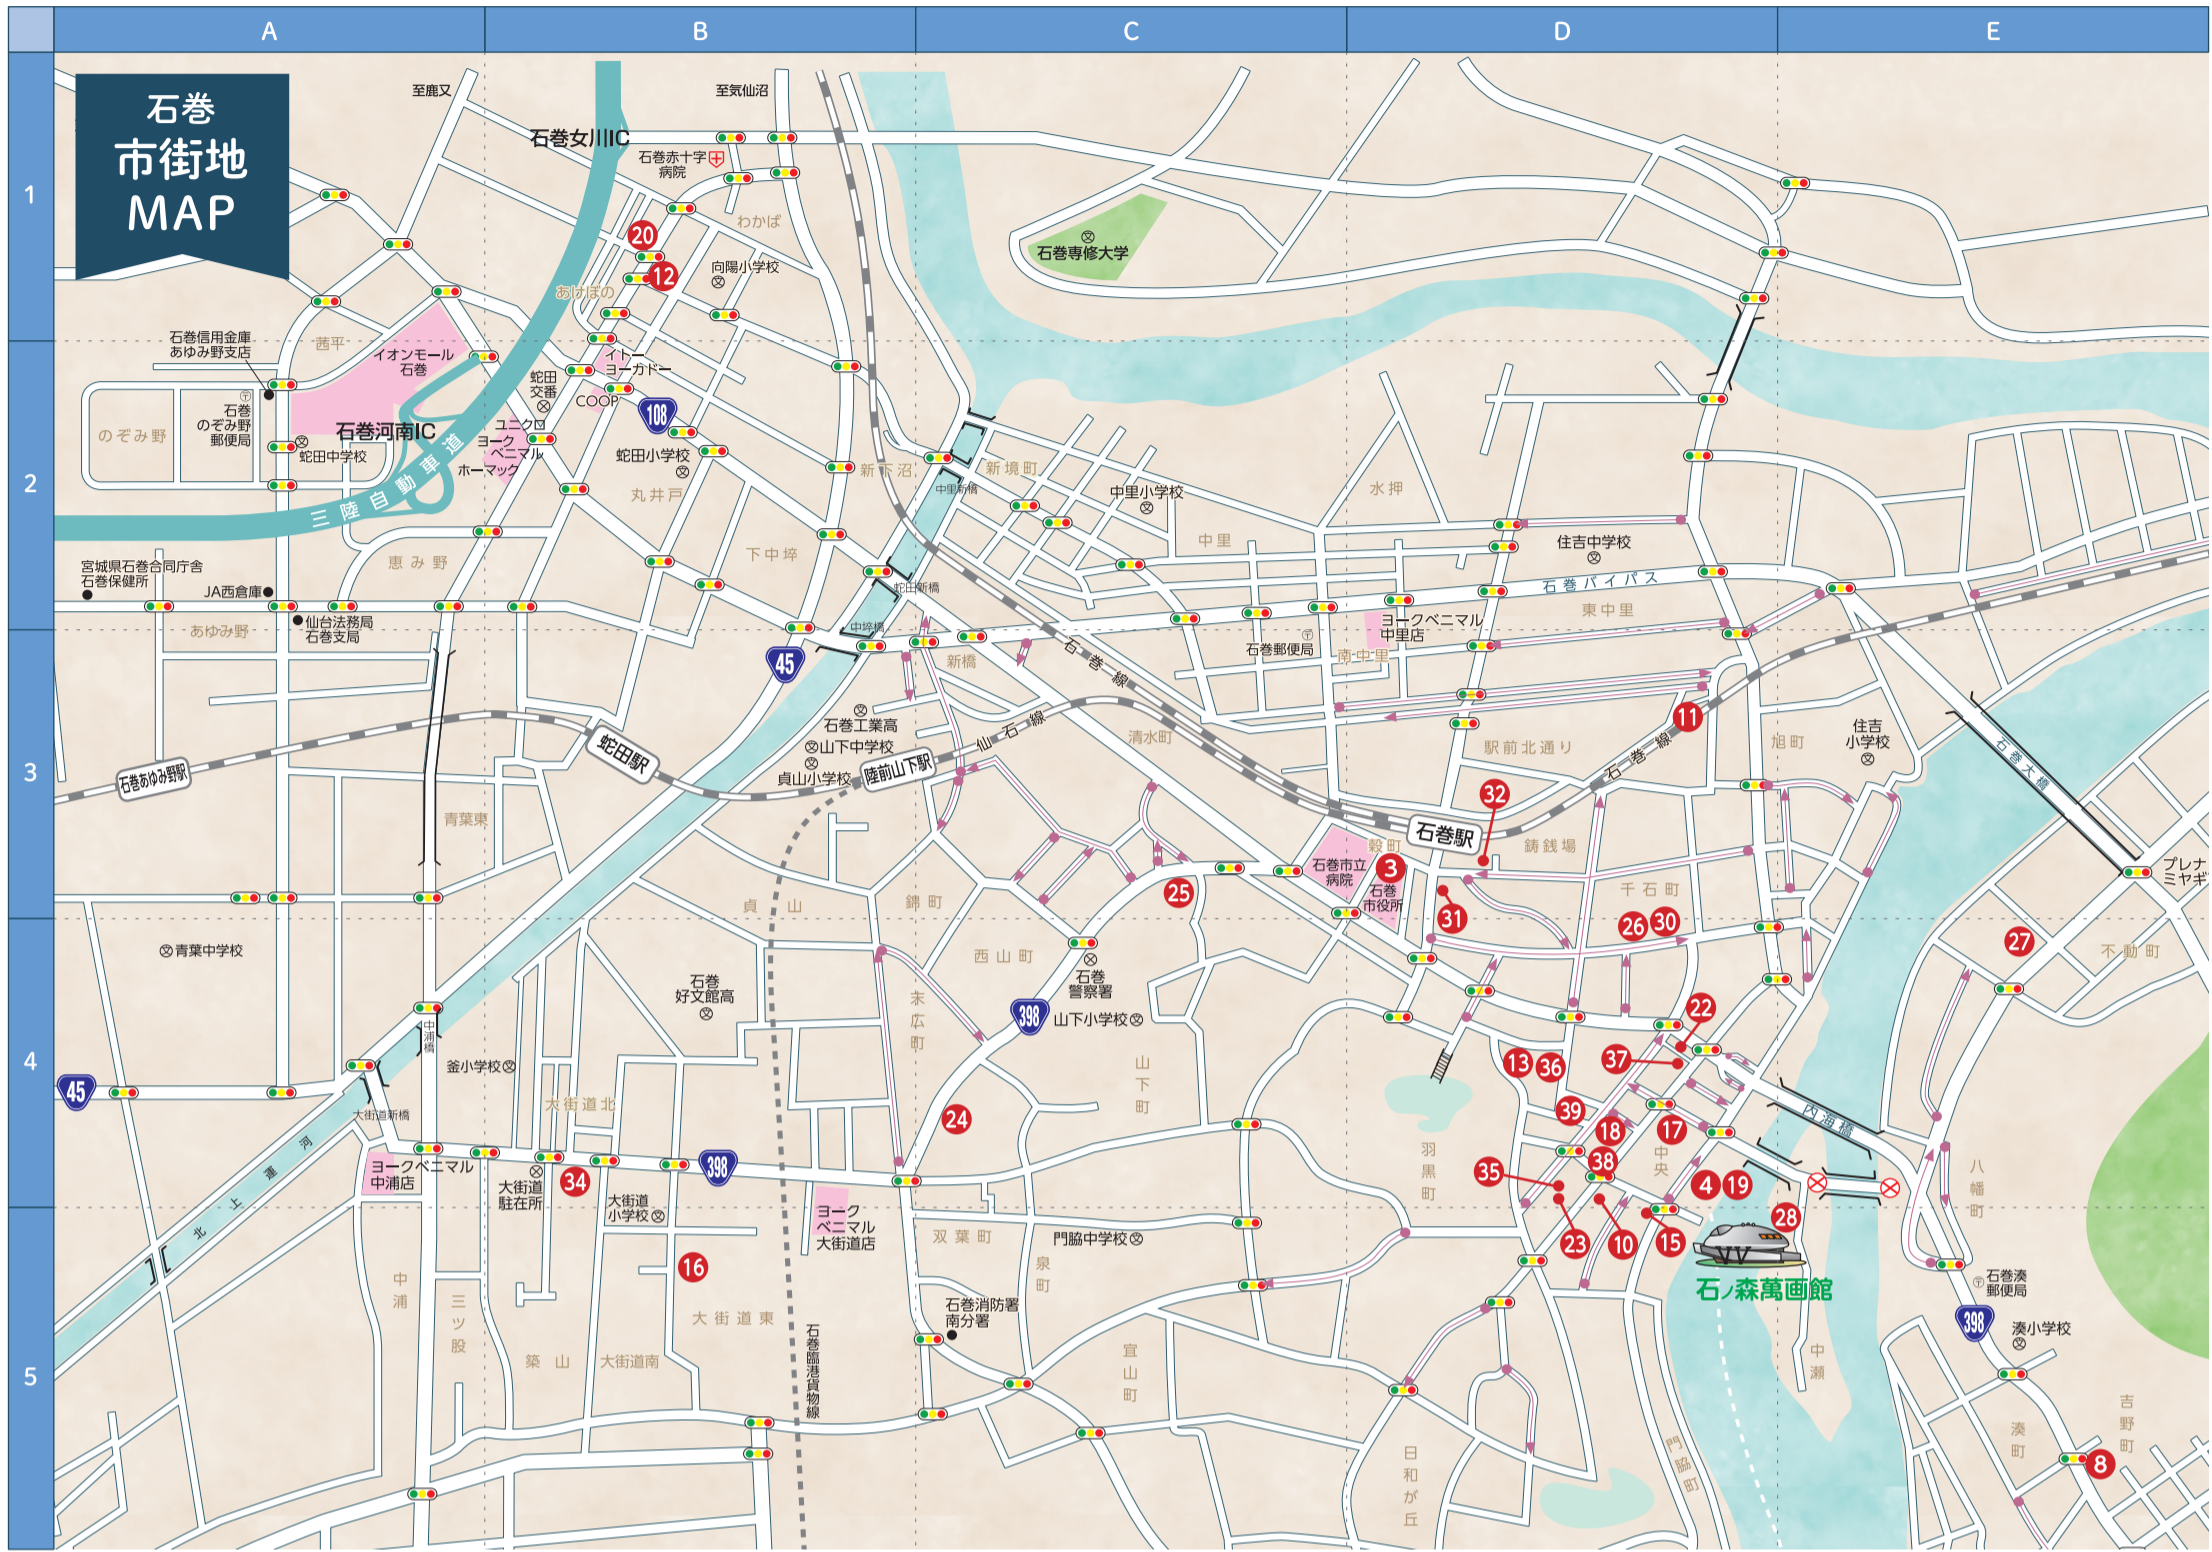 A
B
C
D
E
1
2
3
4
5
石巻
市街地
MAP
至鹿又
至気仙沼
石巻女川IC
石巻赤十字
病院
わかば
20
12
あけぼの
向陽小学校
石巻専修大学
石巻信用金庫
あゆみ野支店
茜平
イオンモール
石巻
イトー
ヨーカドー
蛇田
交番
COOP
108
石巻
のぞみ野
郵便局
のぞみ野
石巻河南IC
蛇田中学校
ユニクロ
ヨーク
ベニマル
ホーマック
蛇田小学校
丸井戸
新下沼
新境町
中里新橋
中里小学校
水押
三陸自動車道
恵み野
下中埣
中里
住吉中学校
宮城県石巻合同庁舎
石巻保健所
JA西倉庫
仙台法務局
石巻支局
あゆみ野
蛇田新橋
中埣橋
石巻バイパス
東中里
ヨークベニマル
中里店
石巻郵便局
南中里
45
新橋
石巻線
石巻工業高
山下中学校
貞山小学校
仙石線
清水町
11
駅前北通り
石巻線
旭町
住吉
小学校
石巻大橋
石巻あゆみ野駅
蛇田駅
陸前山下駅
青葉東
32
石巻駅
穀町
鋳銭場
石巻市立
病院
3
石巻
市役所
31
25
千石町
26
30
プレナ
ミヤギ
27
不動町
貞山
錦町
青葉中学校
西山町
石巻
警察署
石巻
好文館高
末広町
398
山下小学校
山下町
22
37
13
36
中浦橋
釜小学校
45
大街道新橋
大街道北
24
39
18
17
内海橋
北上運河
ヨークベニマル
中浦店
398
34
大街道
駐在所
大街道
小学校
ヨーク
ベニマル
大街道店
羽黒町
35
38
中央
4
19
八幡町
23
10
15
28
石ノ森萬画館
双葉町
門脇中学校
泉町
16
中浦
三ツ股
大街道東
石巻消防署
南分署
石巻湊
郵便局
398
湊小学校
築山
大街道南
石巻臨港貨物線
宜山町
中瀬
日和が丘
門脇町
湊町
吉野町
8